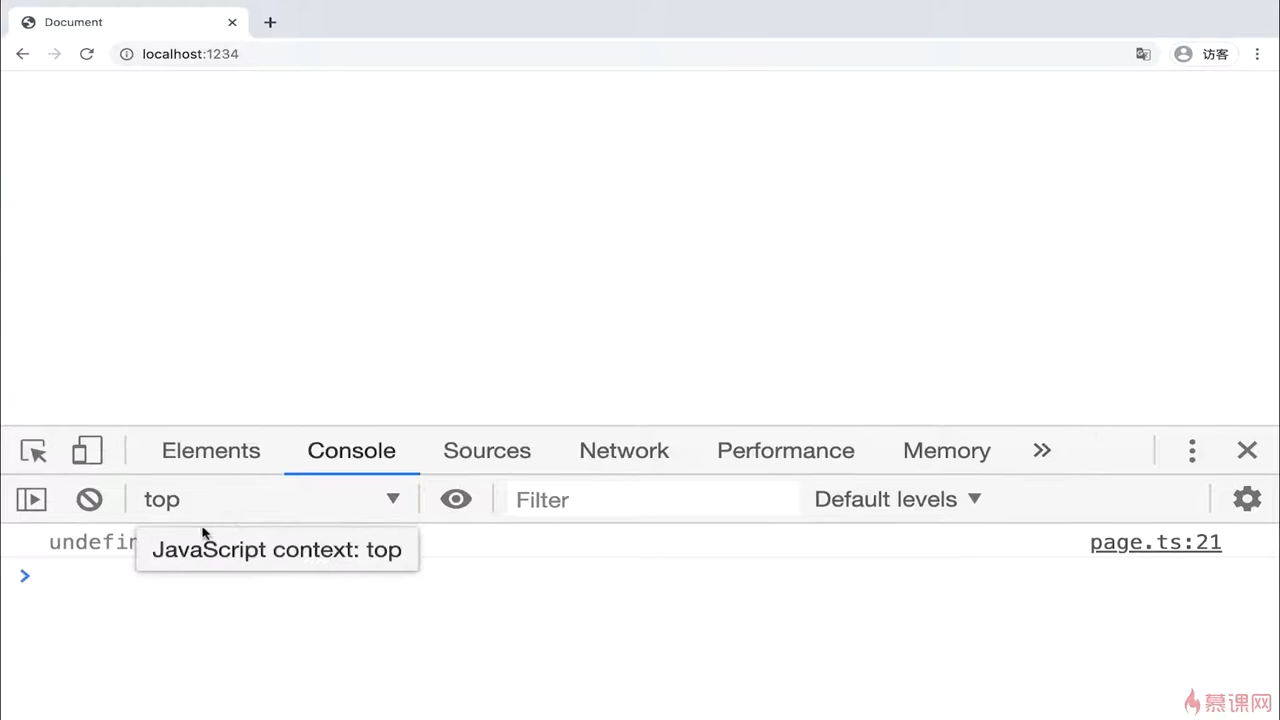 Document
localhost:1234
访客
Elements Console Sources Network Performance Memory
top Filter Default levels
undefin page.ts:21
JavaScript context: top
慕课网